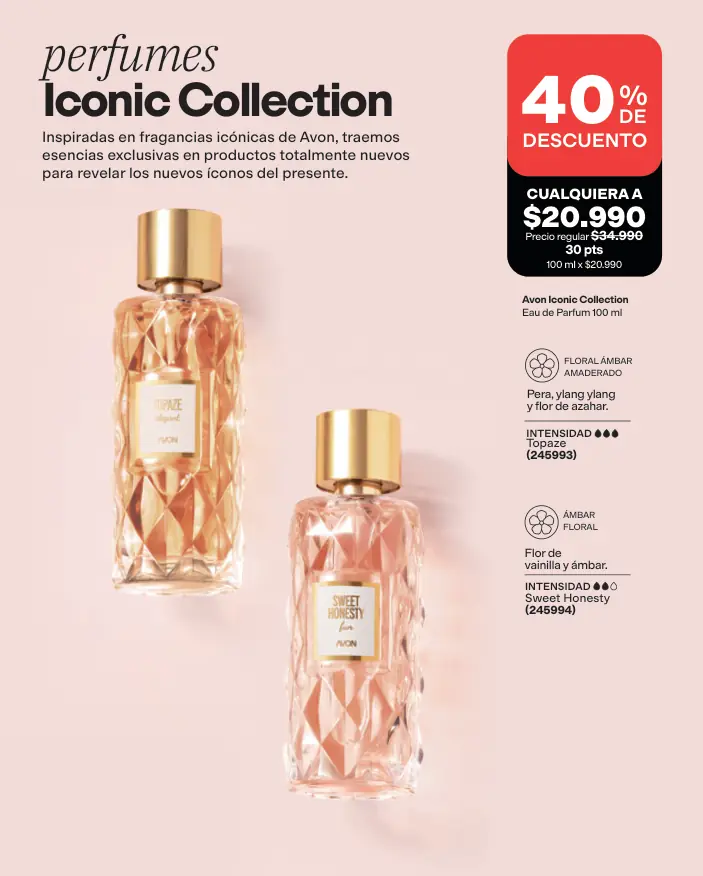 perfumes
Iconic Collection
Inspiradas en fragancias icónicas de Avon, traemos
esencias exclusivas en productos totalmente nuevos
para revelar los nuevos íconos del presente.
40%
DE
DESCUENTO
CUALQUIERA A
$20.990
Precio regular $34.990
30 pts
100 ml x $20.990
Avon Iconic Collection
Eau de Parfum 100 ml
FLORAL ÁMBAR
AMADERADO
Pera, ylang ylang
y flor de azahar.
INTENSIDAD
Topaze
(245993)
ÁMBAR
FLORAL
Flor de
vainilla y ámbar.
INTENSIDAD
Sweet Honesty
(245994)
TOPAZE
elegant
AVON
SWEET
HONESTY
fun
AVON